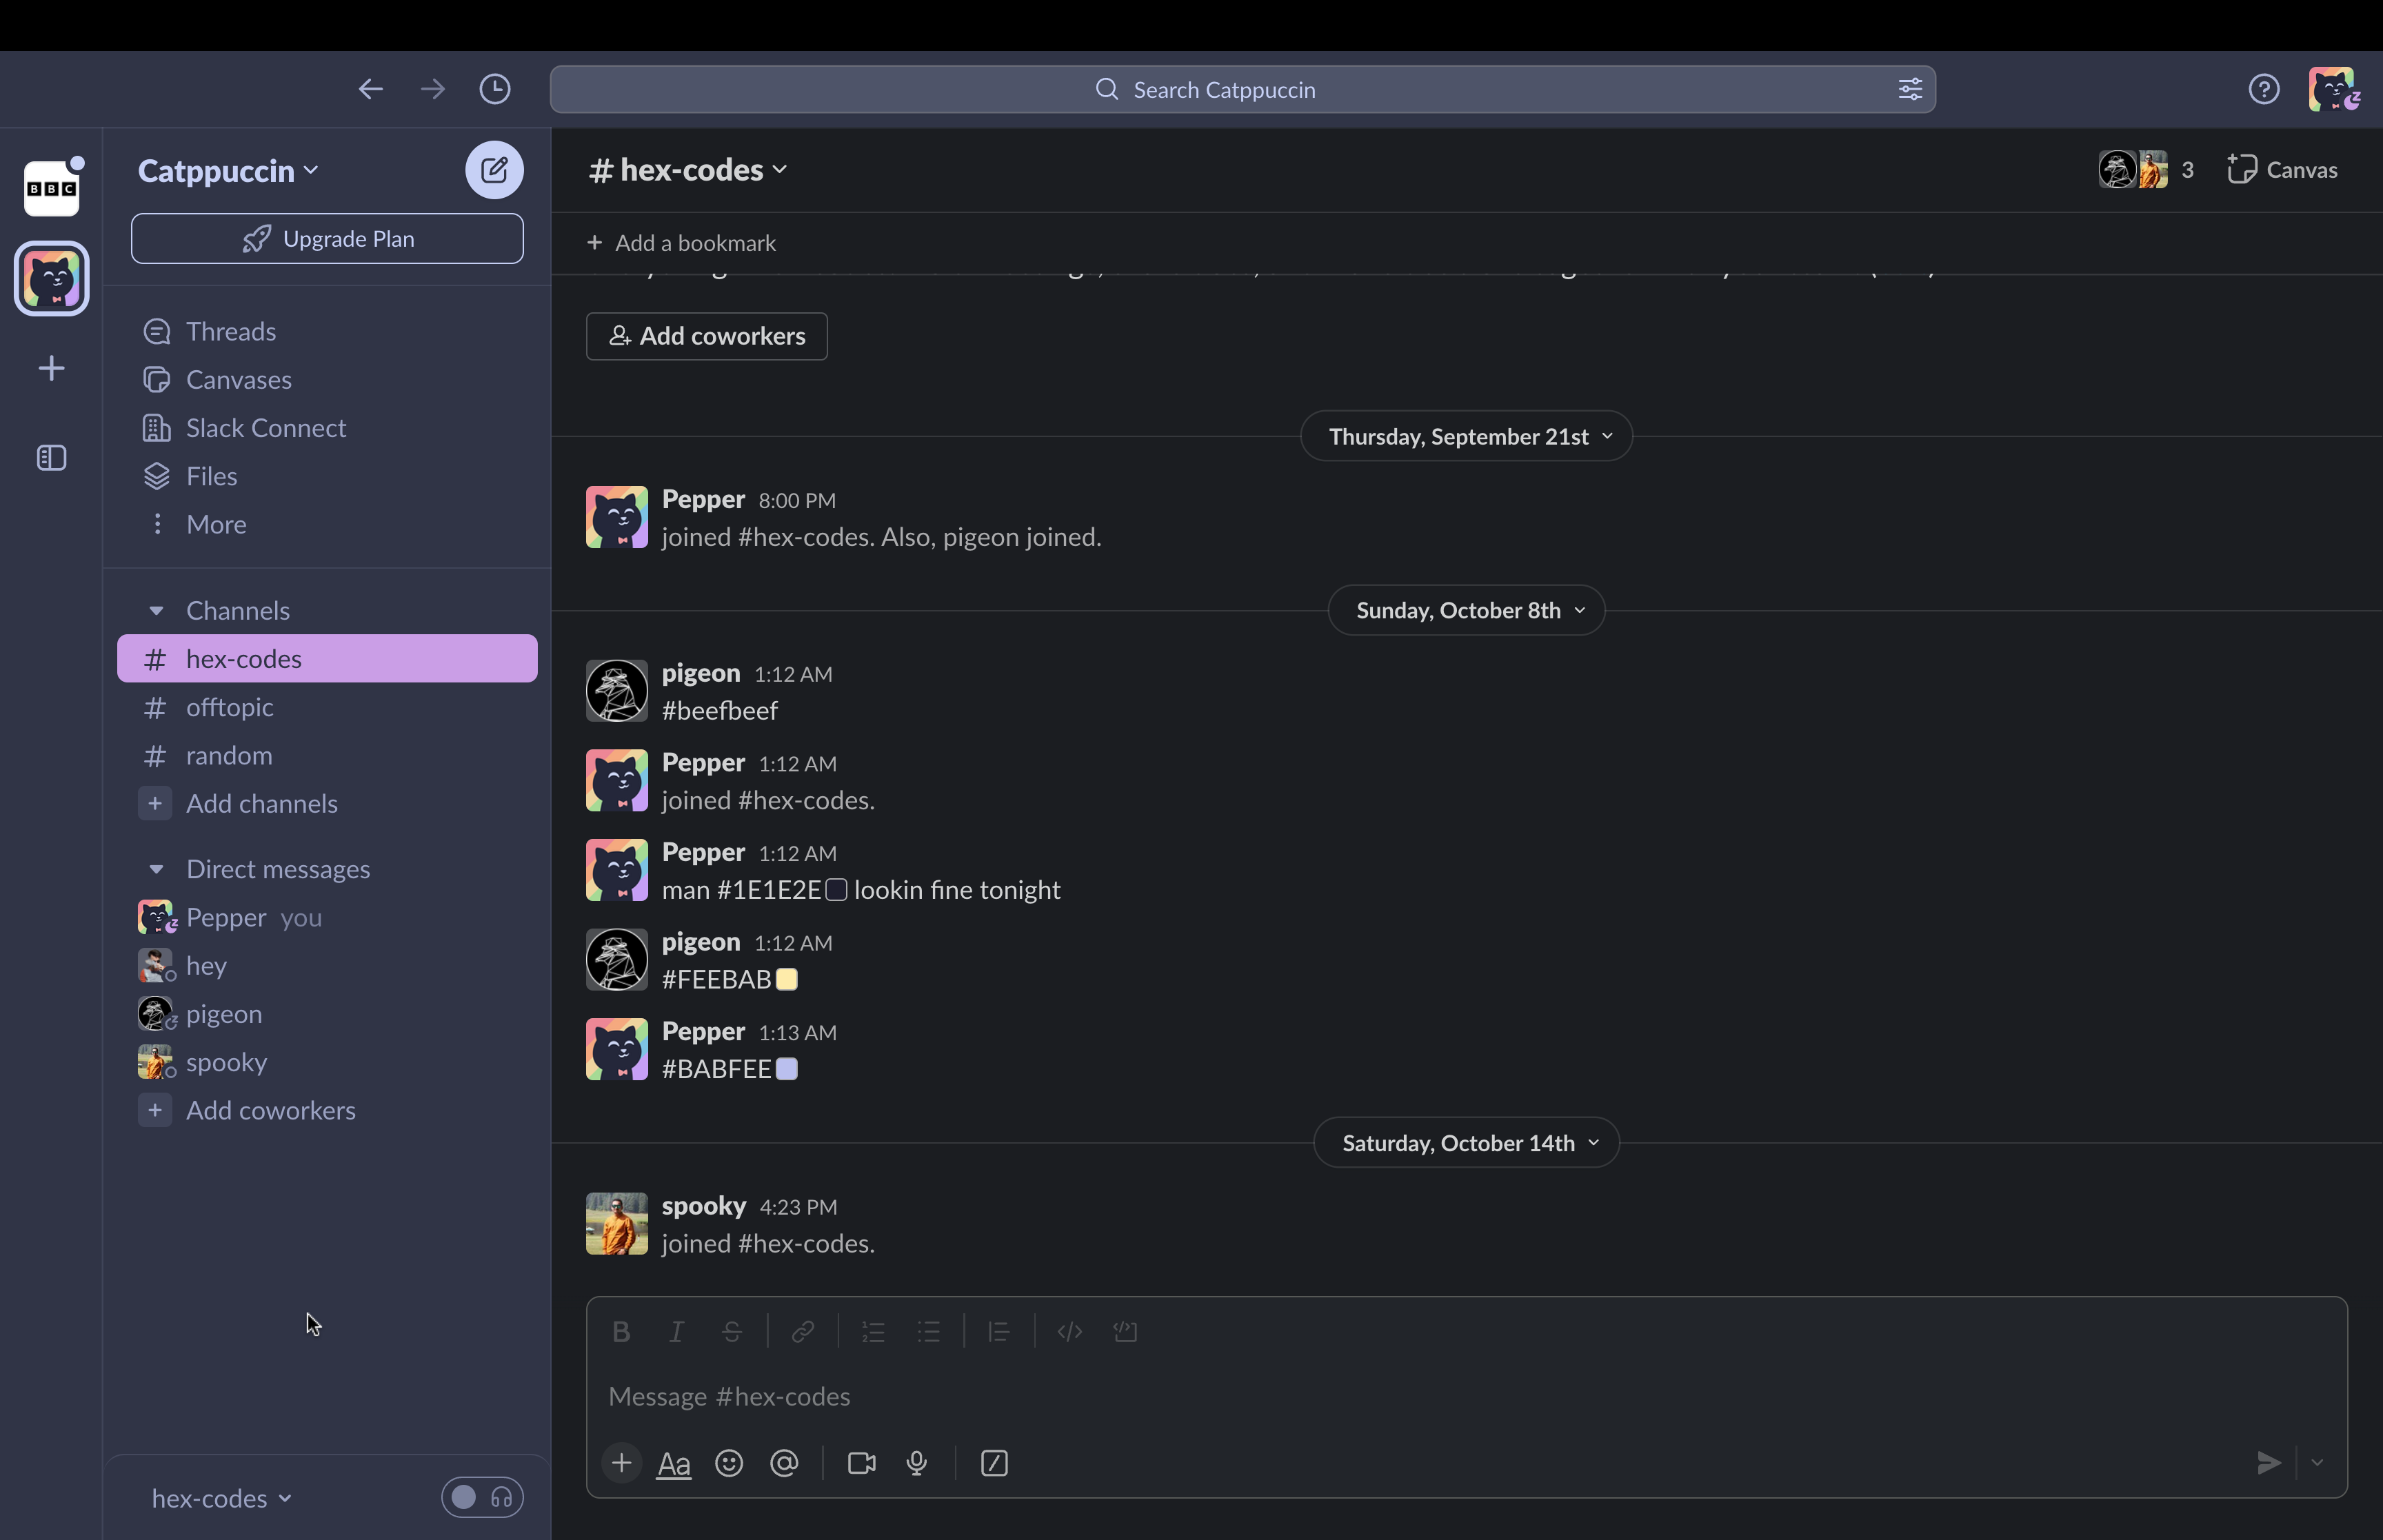 Search Catppuccin
BBC
Catppuccin
Upgrade Plan
Threads
Canvases
Slack Connect
Files
More
Channels
# hex-codes
# offtopic
# random
+ Add channels
Direct messages
Pepper you
hey
pigeon
spooky
+ Add coworkers
hex-codes
# hex-codes
3
Canvas
+ Add a bookmark
Add coworkers
Thursday, September 21st
Pepper 8:00 PM
joined #hex-codes. Also, pigeon joined.
Sunday, October 8th
pigeon 1:12 AM
#beefbeef
Pepper 1:12 AM
joined #hex-codes.
Pepper 1:12 AM
man #1E1E2E lookin fine tonight
pigeon 1:12 AM
#FEEBAB
Pepper 1:13 AM
#BABFEE
Saturday, October 14th
spooky 4:23 PM
joined #hex-codes.
B I S
Message #hex-codes
+ Aa @